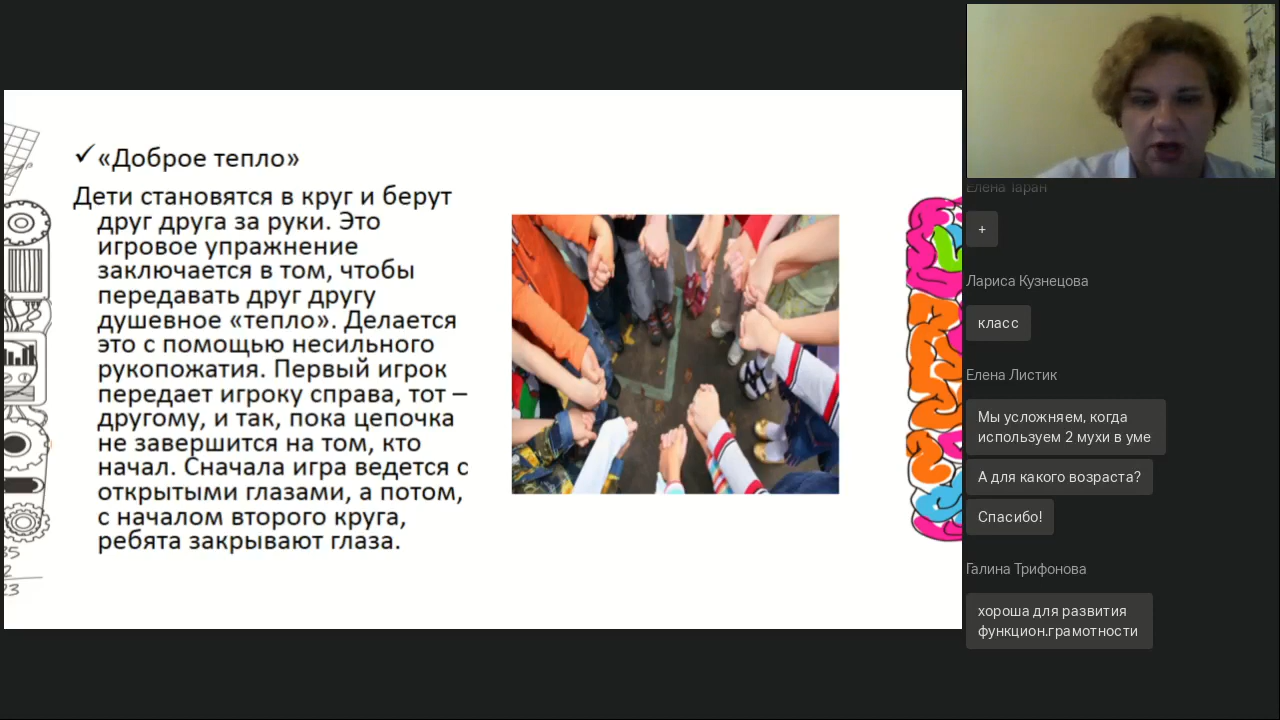 «Доброе тепло»
Дети становятся в круг и берут
друг друга за руки. Это
игровое упражнение
заключается в том, чтобы
передавать друг другу
душевное «тепло». Делается
это с помощью несильного
рукопожатия. Первый игрок
передает игроку справа, тот –
другому, и так, пока цепочка
не завершится на том, кто
начал. Сначала игра ведется с
открытыми глазами, а потом,
с началом второго круга,
ребята закрывают глаза.
Елена Таран
+
Лариса Кузнецова
класс
Елена Листик
Мы усложняем, когда
используем 2 мухи в уме
А для какого возраста?
Спасибо!
Галина Трифонова
хороша для развития
функцион.грамотности